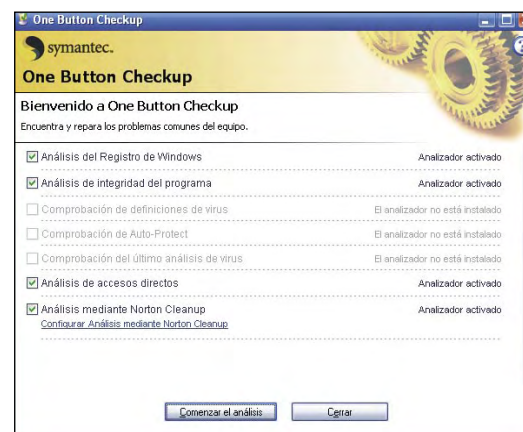 One Button Checkup
symantec.
One Button Checkup
Bienvenido a One Button Checkup
Encuentra y repara los problemas comunes del equipo.
Análisis del Registro de Windows Analizador activado
Análisis de integridad del programa Analizador activado
Comprobación de definiciones de virus El analizador no está instalado
Comprobación de Auto-Protect El analizador no está instalado
Comprobación del último análisis de virus El analizador no está instalado
Análisis de accesos directos Analizador activado
Análisis mediante Norton Cleanup Analizador activado
Configurar Análisis mediante Norton Cleanup
Comenzar el análisis Cerrar